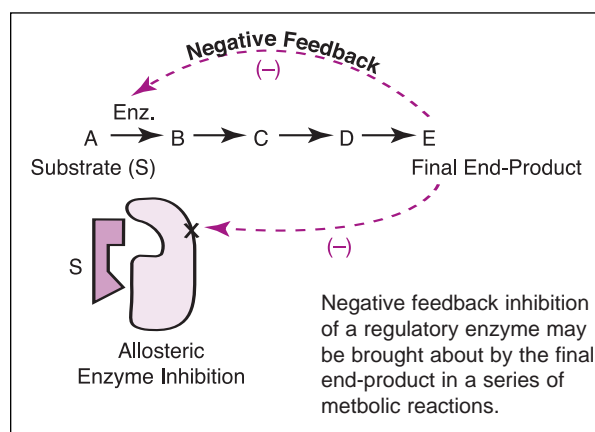 Negative Feedback
(–)
Enz.
A B C D E
Substrate (S) Final End-Product
(–)
X
S
Allosteric
Enzyme Inhibition
Negative feedback inhibition
of a regulatory enzyme may
be brought about by the final
end-product in a series of
metbolic reactions.